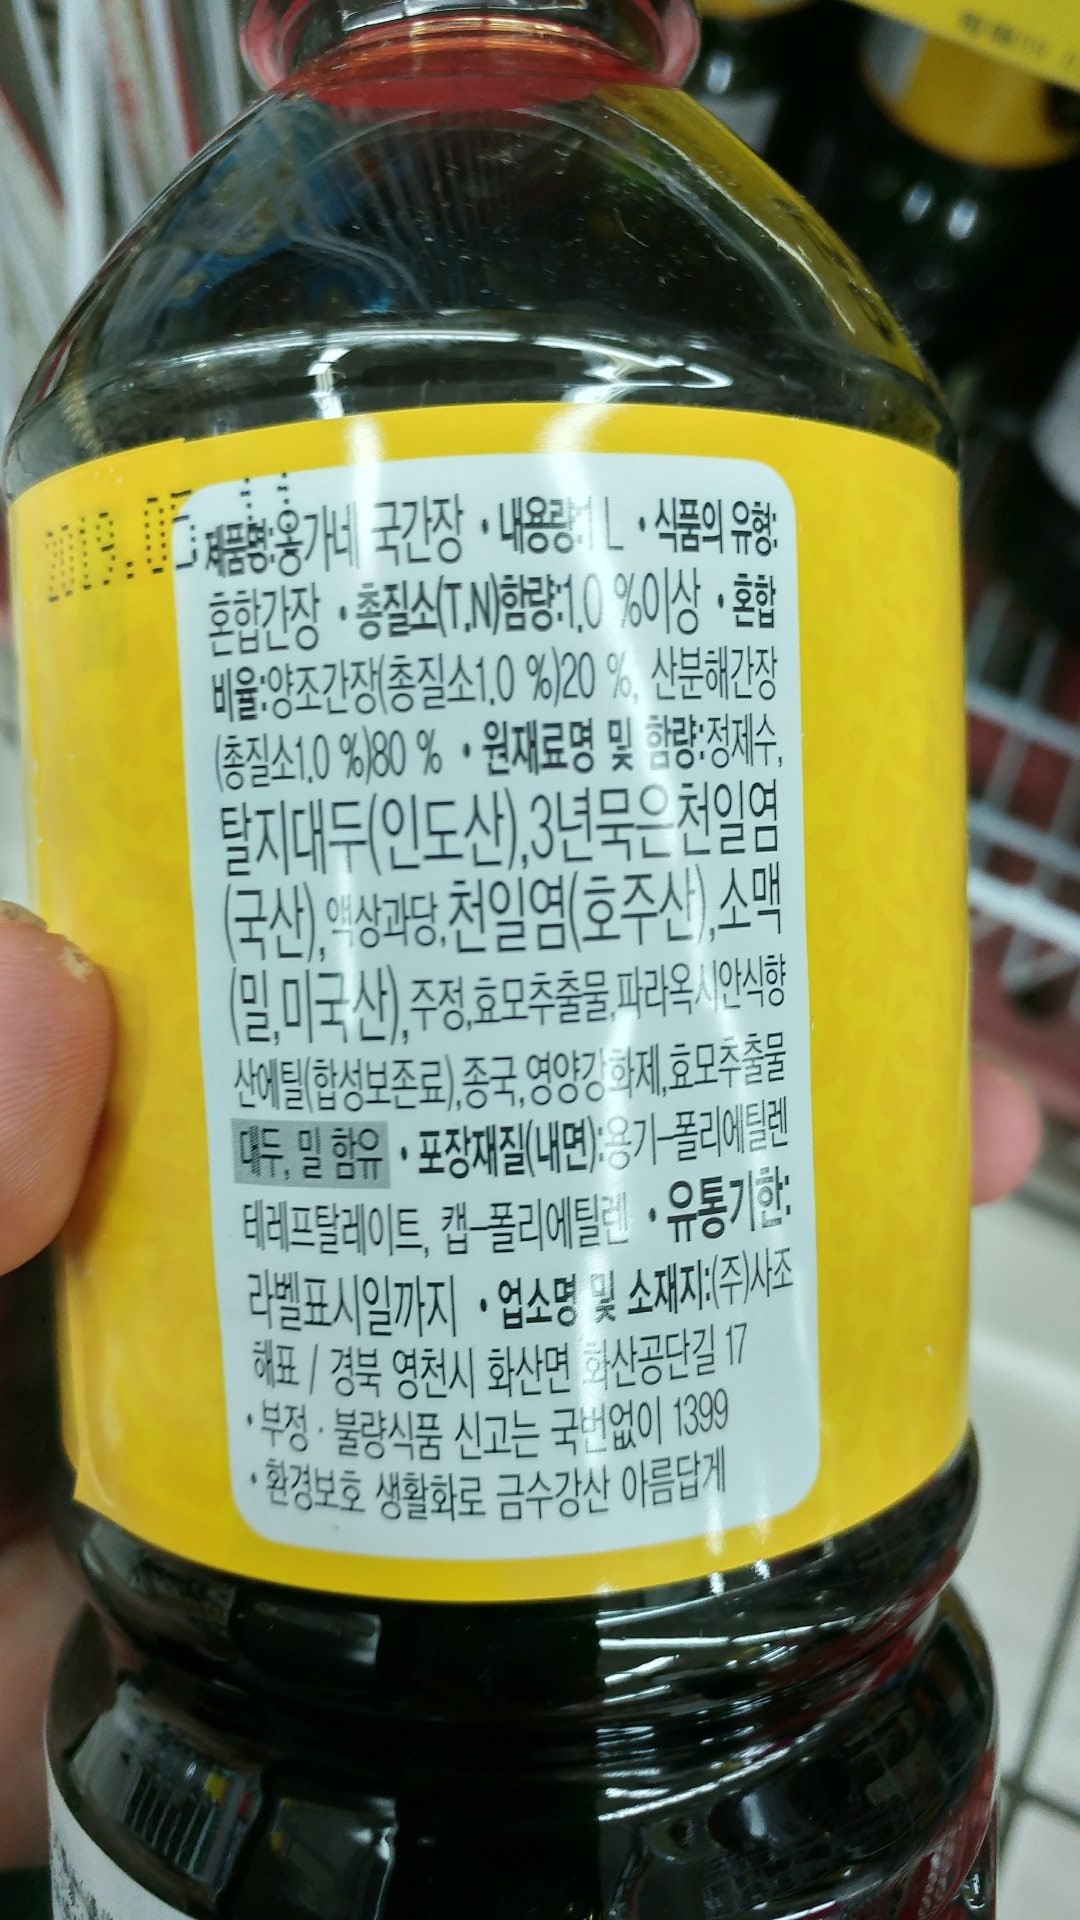 2019.05.11
제품명:옹가네 국간장 •내용량:1 L •식품의 유형:
혼합간장 •총질소(T.N)함량:1.0 %이상 •혼합
비율:양조간장(총질소1.0 %)20 %, 산분해간장
(총질소1.0 %)80 % •원재료명 및 함량:정제수,
탈지대두(인도산),3년묵은천일염
(국산),액상과당,천일염(호주산),소맥
(밀,미국산),주정,효모추출물,파라옥시안식향
산에틸(합성보존료),종국,영양강화제,효모추출물
대두, 밀 함유 •포장재질(내면):용기-폴리에틸렌
테레프탈레이트, 캡-폴리에틸렌 •유통기한:
라벨표시일까지 •업소명 및 소재지:(주)사조
해표 / 경북 영천시 화산면 화산공단길 17
•부정·불량식품 신고는 국번없이 1399
•환경보호 생활화로 금수강산 아름답게